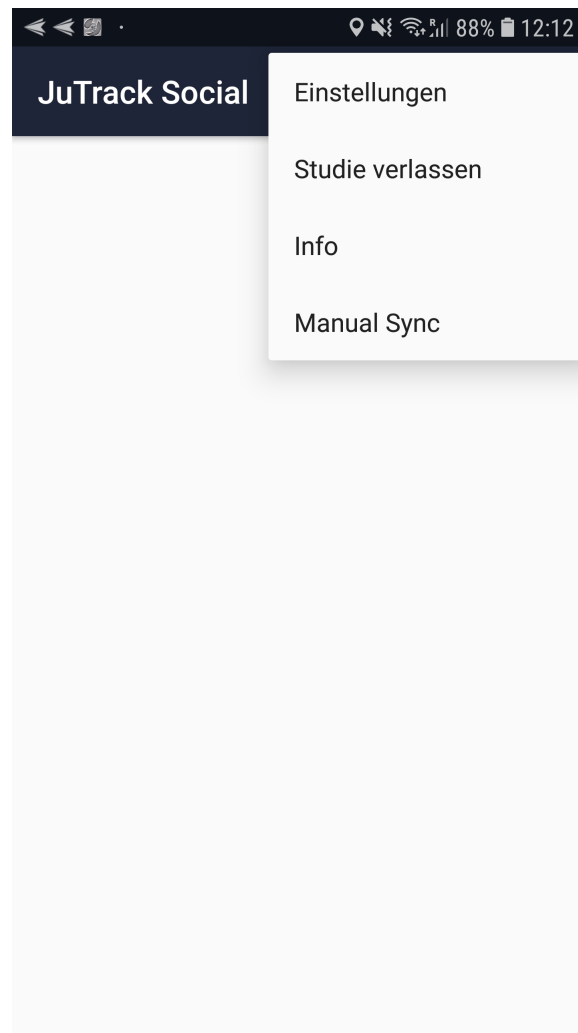 88% 12:12
JuTrack Social
Einstellungen
Studie verlassen
Info
Manual Sync